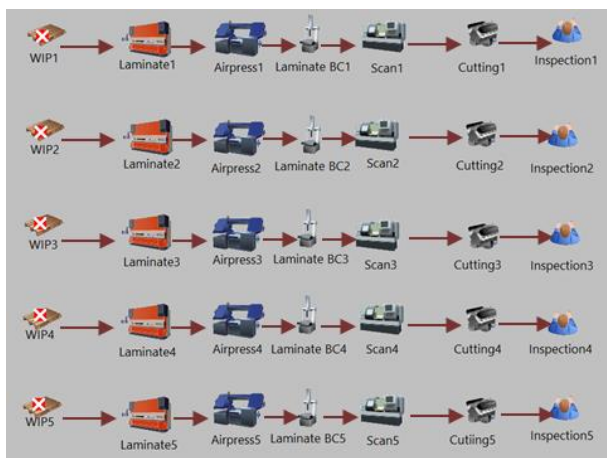 WIP1 Laminate1 Airpress1 Laminate BC1 Scan1 Cutting1 Inspection1
WIP2 Laminate2 Airpress2 Laminate BC2 Scan2 Cutting2 Inspection2
WIP3 Laminate3 Airpress3 Laminate BC3 Scan3 Cutting3 Inspection3
WIP4 Laminate4 Airpress4 Laminate BC4 Scan4 Cutting4 Inspection4
WIP5 Laminate5 Airpress5 Laminate BC5 Scan5 Cutiing5 Inspection5